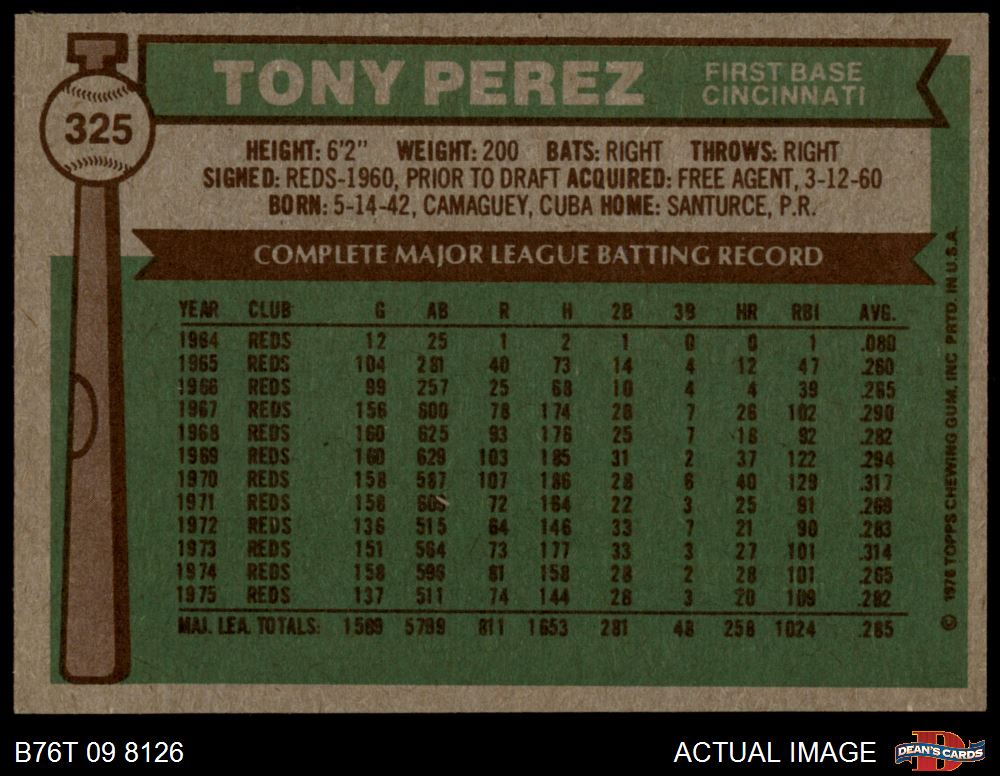 TONY PEREZ
FIRST BASE
CINCINNATI
325
HEIGHT: 6'2" WEIGHT: 200 BATS: RIGHT THROWS: RIGHT
SIGNED: REDS-1960, PRIOR TO DRAFT ACQUIRED: FREE AGENT, 3-12-60
BORN: 5-14-42, CAMAGUEY, CUBA HOME: SANTURCE, P.R.
COMPLETE MAJOR LEAGUE BATTING RECORD
YEAR CLUB G AB R H 2B 3B HR RBI AVG.
1964 REDS 12 25 1 2 1 0 0 1 .080
1965 REDS 104 281 40 73 14 4 12 47 .260
1966 REDS 99 257 25 68 10 4 4 39 .265
1967 REDS 156 600 78 174 28 7 26 102 .290
1968 REDS 160 625 93 176 25 7 18 92 .282
1969 REDS 160 629 103 185 31 2 37 122 .294
1970 REDS 158 587 107 186 28 6 40 129 .317
1971 REDS 158 609 72 164 22 3 25 91 .269
1972 REDS 136 515 64 146 33 7 21 90 .283
1973 REDS 151 564 73 177 33 3 27 101 .314
1974 REDS 158 596 81 158 28 2 28 101 .265
1975 REDS 137 511 74 144 28 3 20 109 .282
MAJ. LEA. TOTALS: 1589 5799 811 1653 281 48 258 1024 .285
© 1976 TOPPS CHEWING GUM, INC PRTD. IN U.S.A.
B76T 09 8126
ACTUAL IMAGE
D
DEAN'S CARDS